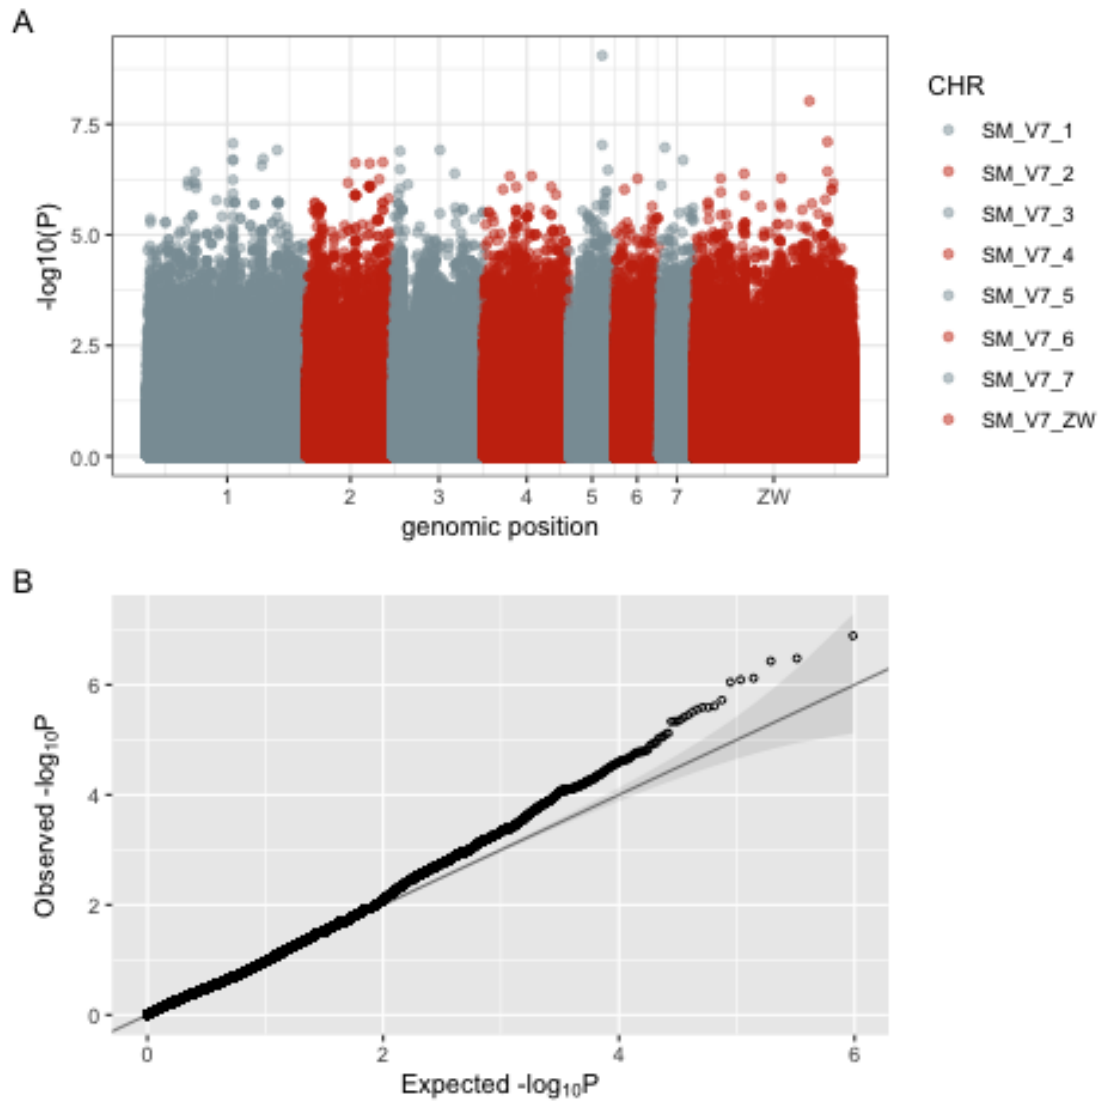 A
-log10(P)
7.5
5.0
2.5
0.0
1 2 3 4 5 6 7 ZW
genomic position
CHR
SM_V7_1
SM_V7_2
SM_V7_3
SM_V7_4
SM_V7_5
SM_V7_6
SM_V7_7
SM_V7_ZW
B
Observed -log₁₀P
6
4
2
0
0 2 4 6
Expected -log₁₀P